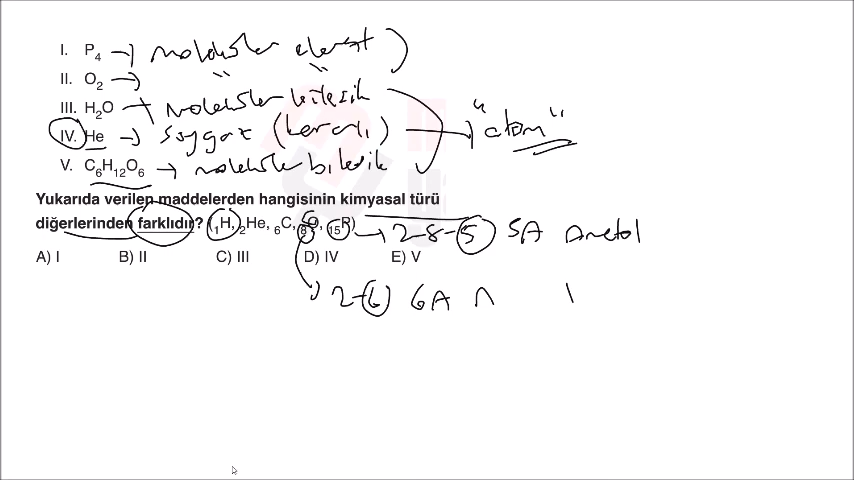 I. P₄ → moleküler element
II. O₂ → " "
III. H₂O → moleküler bileşik
IV. He → Soygaz (kararlı) → "atom"
V. C₆H₁₂O₆ → moleküler bileşik
Yukarıda verilen maddelerden hangisinin kimyasal türü
diğerlerinden farklıdır? (₁H, ₂He, ₆C, ₈O, ₁₅P) → 2-8-5 5A Ametal
A) I B) II C) III D) IV E) V
2-6 6A